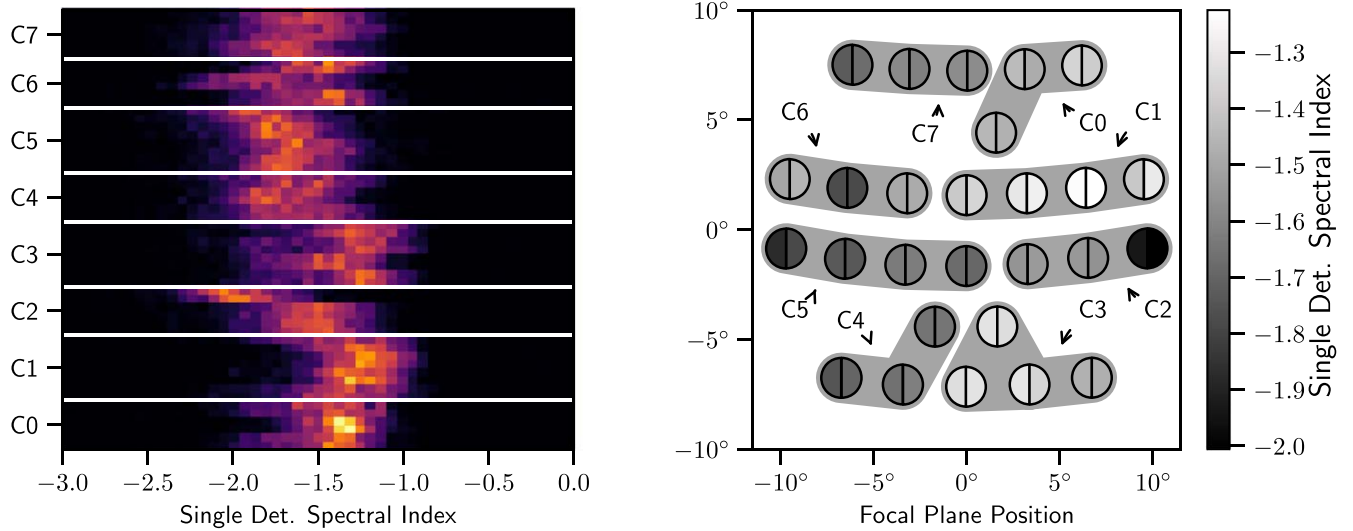 C7
C6
C5
C4
C3
C2
C1
C0
−3.0 −2.5 −2.0 −1.5 −1.0 −0.5 0.0
Single Det. Spectral Index
10°
5°
0°
−5°
−10°
C6 C7 C0 C1
C5 C4 C3 C2
−10° −5° 0° 5° 10°
Focal Plane Position
−1.3
−1.4
−1.5
−1.6
−1.7
−1.8
−1.9
−2.0
Single Det. Spectral Index